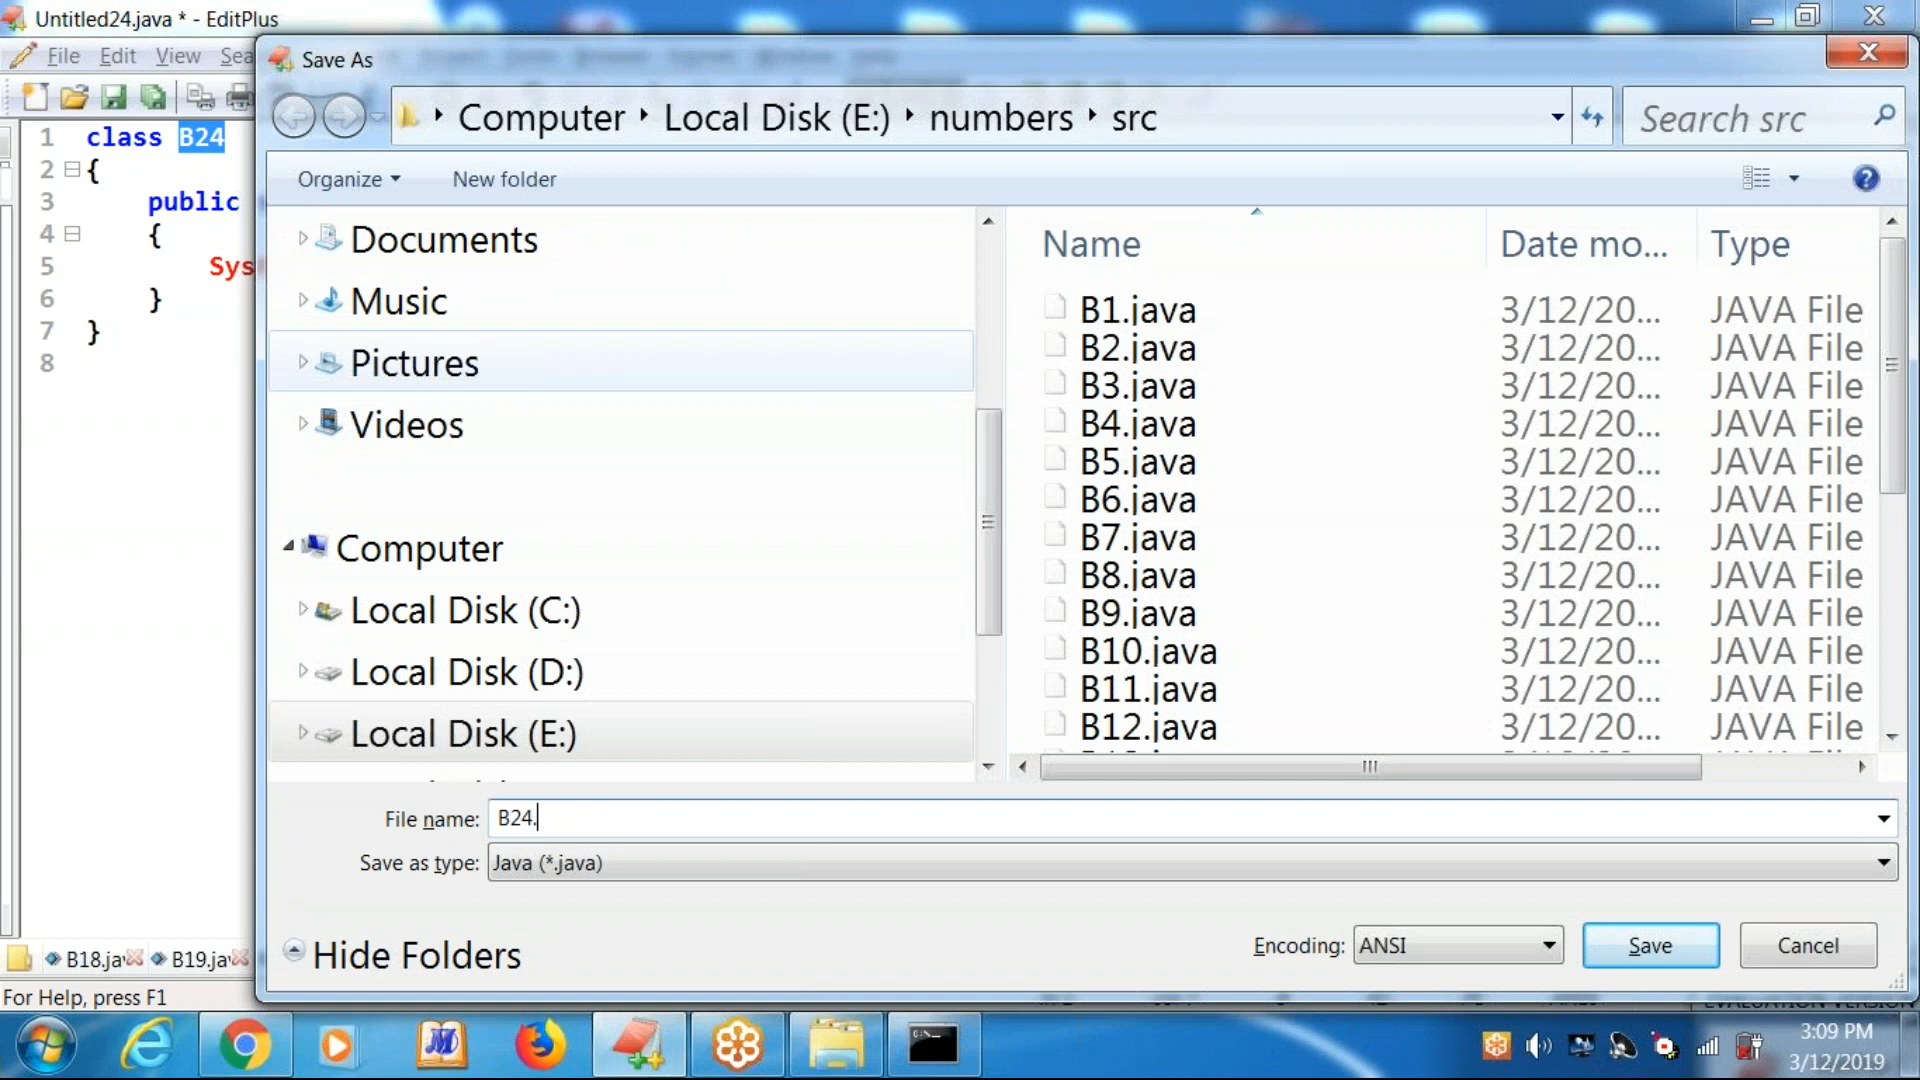 Untitled24.java * - EditPlus
File Edit View Sea
Save As
Computer Local Disk (E:) numbers src
Search src
Organize New folder
1 class B24
2 {
3 public
4 {
5 Sys
6 }
7 }
8
Documents
Music
Pictures
Videos
Computer
Local Disk (C:)
Local Disk (D:)
Local Disk (E:)
Name Date mo... Type
B1.java 3/12/20... JAVA File
B2.java 3/12/20... JAVA File
B3.java 3/12/20... JAVA File
B4.java 3/12/20... JAVA File
B5.java 3/12/20... JAVA File
B6.java 3/12/20... JAVA File
B7.java 3/12/20... JAVA File
B8.java 3/12/20... JAVA File
B9.java 3/12/20... JAVA File
B10.java 3/12/20... JAVA File
B11.java 3/12/20... JAVA File
B12.java 3/12/20... JAVA File
File name: B24.
Save as type: Java (*.java)
Hide Folders
Encoding: ANSI
Save
Cancel
B18.jav B19.jav
For Help, press F1
3:09 PM
3/12/2019